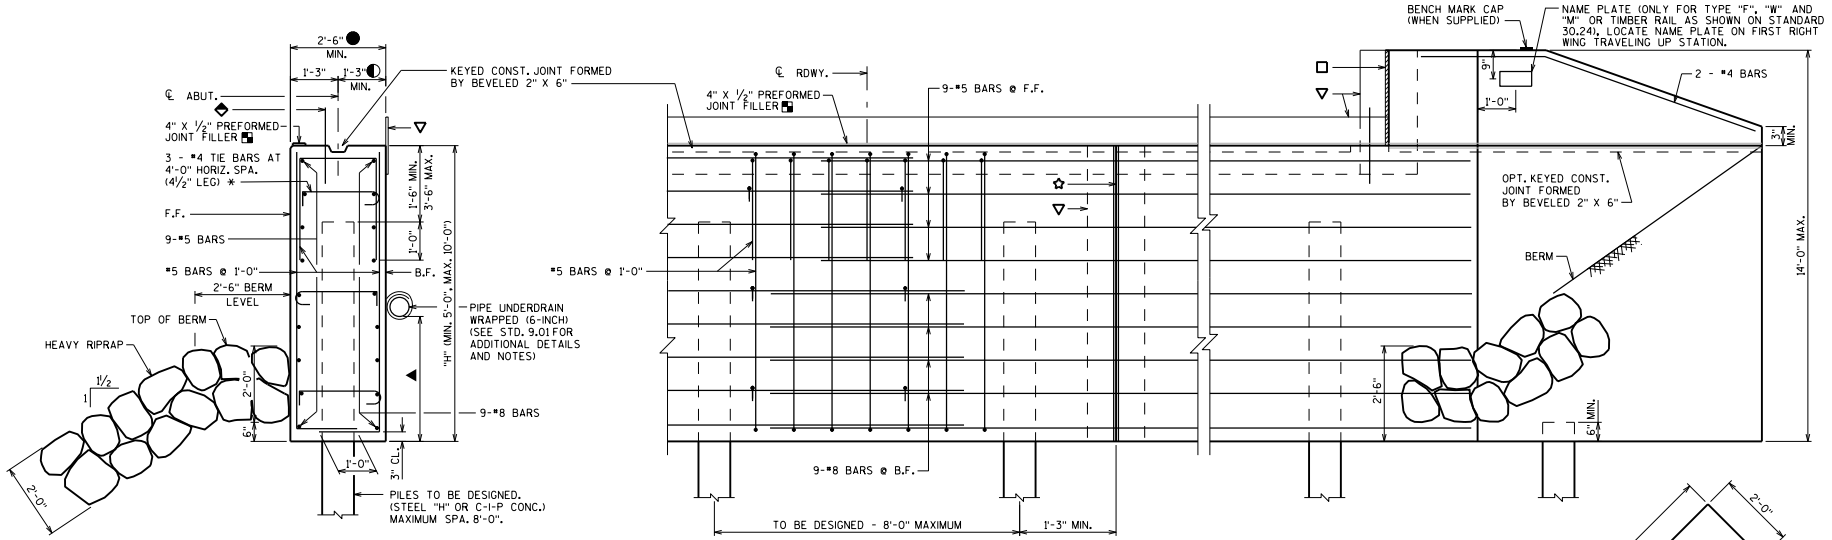 2'-6"
MIN.
1'-3"
1'-3"
MIN.
℄ ABUT.
4" X 1/2" PREFORMED
JOINT FILLER
3 - #4 TIE BARS AT
4'-0" HORIZ. SPA.
(4 1/2" LEG) *
F.F.
9-#5 BARS
#5 BARS @ 1'-0"
2'-6" BERM
LEVEL
TOP OF BERM
HEAVY RIPRAP
1 1/2
1
2'-0"
2'-0"
6"
KEYED CONST. JOINT FORMED
BY BEVELED 2" X 6"
1'-6" MIN.
3'-6" MAX.
1'-0"
"H" (MIN. 5'-0", MAX. 10'-0")
B.F.
PIPE UNDERDRAIN
WRAPPED (6-INCH)
(SEE STD. 9.01 FOR
ADDITIONAL DETAILS
AND NOTES)
9-#8 BARS
1'-0"
3" CL.
PILES TO BE DESIGNED.
(STEEL "H" OR C-I-P CONC.)
MAXIMUM SPA. 8'-0".
℄ RDWY.
4" X 1/2" PREFORMED
JOINT FILLER
9-#5 BARS @ F.F.
#5 BARS @ 1'-0"
9-#8 BARS @ B.F.
TO BE DESIGNED - 8'-0" MAXIMUM
1'-3" MIN.
BENCH MARK CAP
(WHEN SUPPLIED)
NAME PLATE (ONLY FOR TYPE "F", "W" AND
"M" OR TIMBER RAIL AS SHOWN ON STANDARD
30.24). LOCATE NAME PLATE ON FIRST RIGHT
WING TRAVELING UP STATION.
9"
1'-0"
2 - #4 BARS
3"
MIN.
OPT. KEYED CONST.
JOINT FORMED
BY BEVELED 2" X 6"
BERM
14'-0" MAX.
2'-6"
6" MIN.
2'-0"